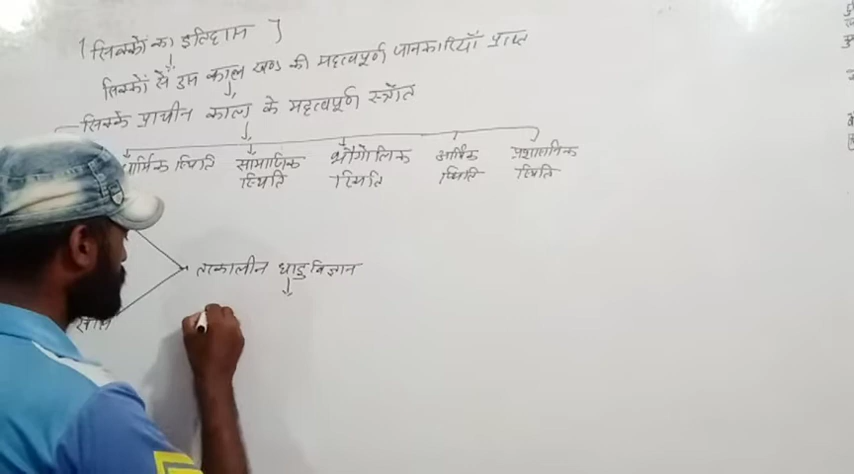 [ सिक्कों का इतिहास ]
सिक्कों से उस काल खण्ड की महत्वपूर्ण जानकारियाँ प्राप्त
सिक्के प्राचीन काल के महत्वपूर्ण स्त्रोत
धार्मिक स्थिति सामाजिक स्थिति भौगोलिक स्थिति आर्थिक स्थिति प्रशासनिक स्थिति
तत्कालीन धातु विज्ञान